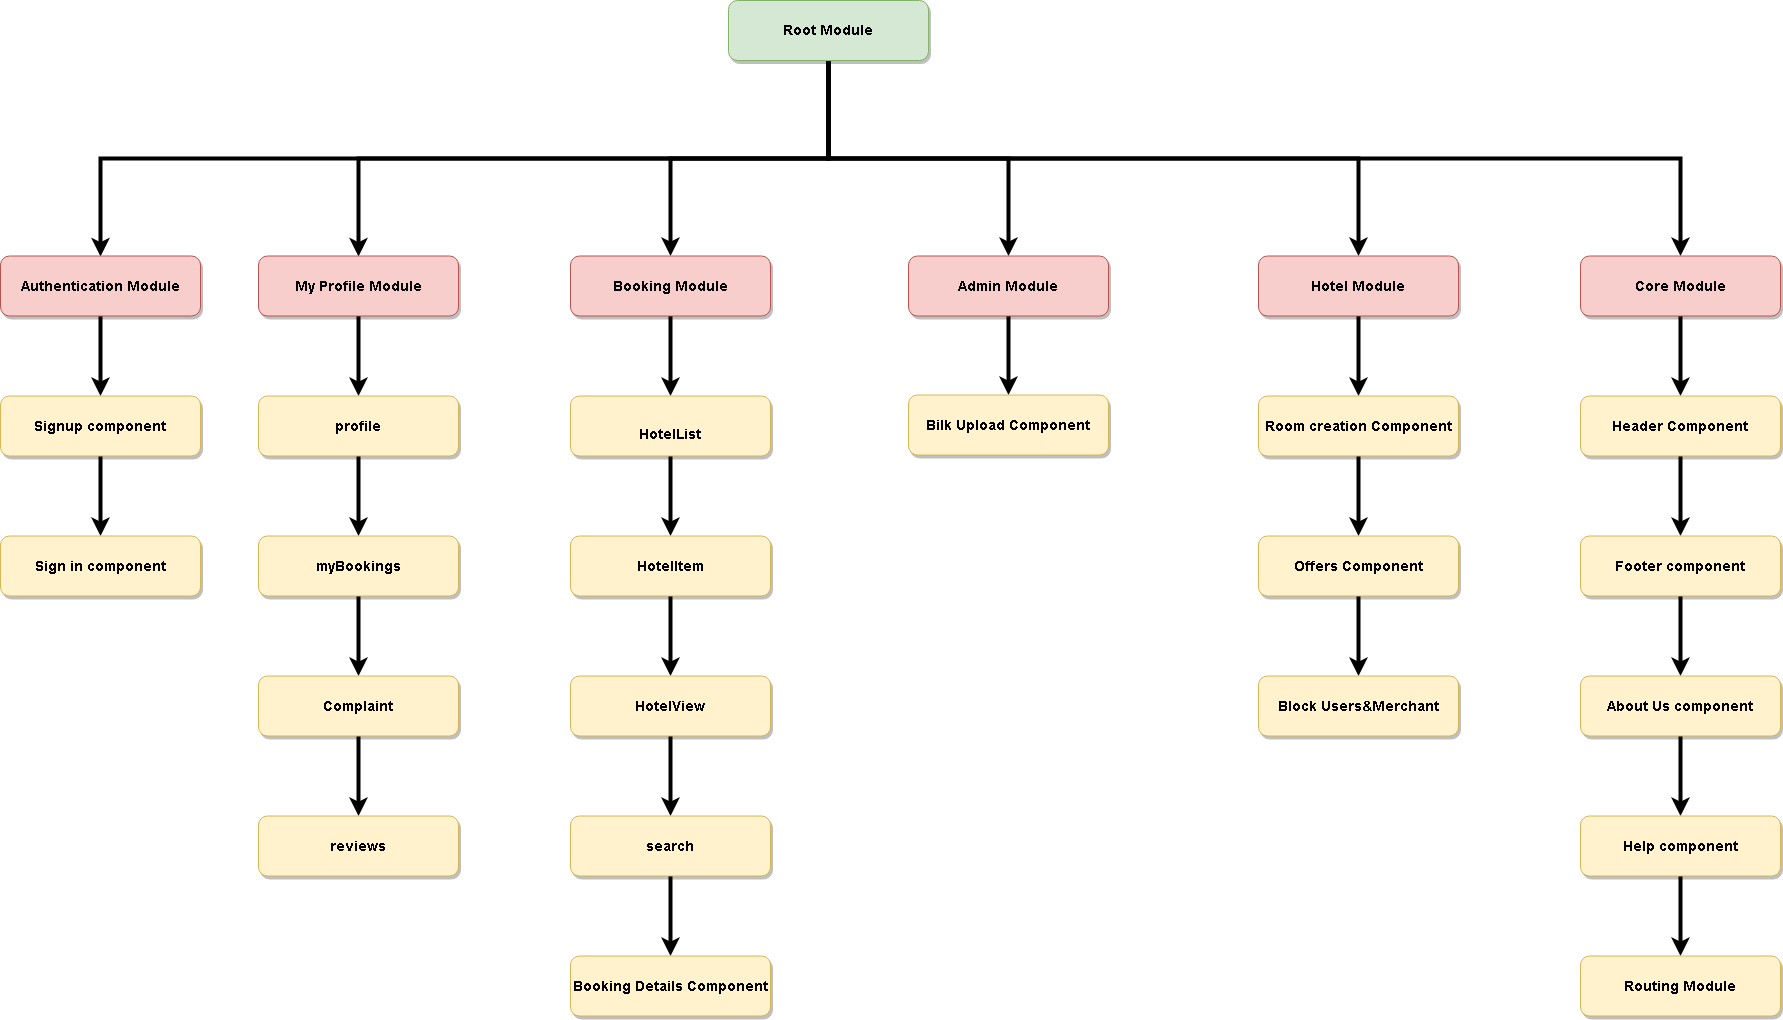 Root Module
Authentication Module
My Profile Module
Booking Module
Admin Module
Hotel Module
Core Module
Signup component
profile
HotelList
Bilk Upload Component
Room creation Component
Header Component
Sign in component
myBookings
HotelItem
Offers Component
Footer component
Complaint
HotelView
Block Users&Merchant
About Us component
reviews
search
Help component
Booking Details Component
Routing Module